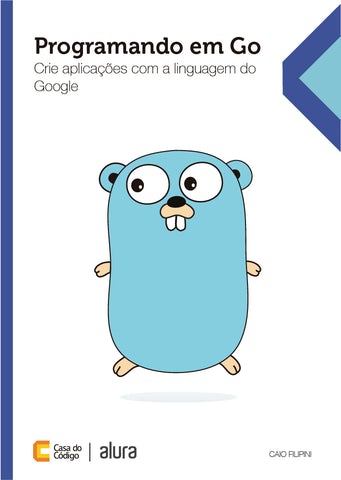 Programando em Go
Crie aplicações com a linguagem do
Google
Casa do
Código
alura
CAIO FILIPINI